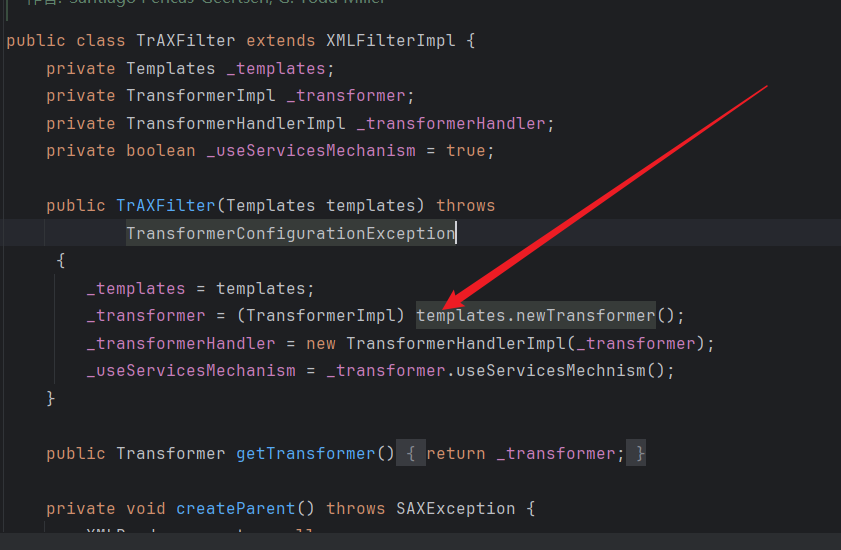 作者: Santiago Pericas-Geertsen, G. Todd Miller
public class TrAXFilter extends XMLFilterImpl {
private Templates _templates;
private TransformerImpl _transformer;
private TransformerHandlerImpl _transformerHandler;
private boolean _useServicesMechanism = true;
public TrAXFilter(Templates templates) throws
TransformerConfigurationException
{
_templates = templates;
_transformer = (TransformerImpl) templates.newTransformer();
_transformerHandler = new TransformerHandlerImpl(_transformer);
_useServicesMechanism = _transformer.useServicesMechnism();
}
public Transformer getTransformer() { return _transformer; }
private void createParent() throws SAXException {